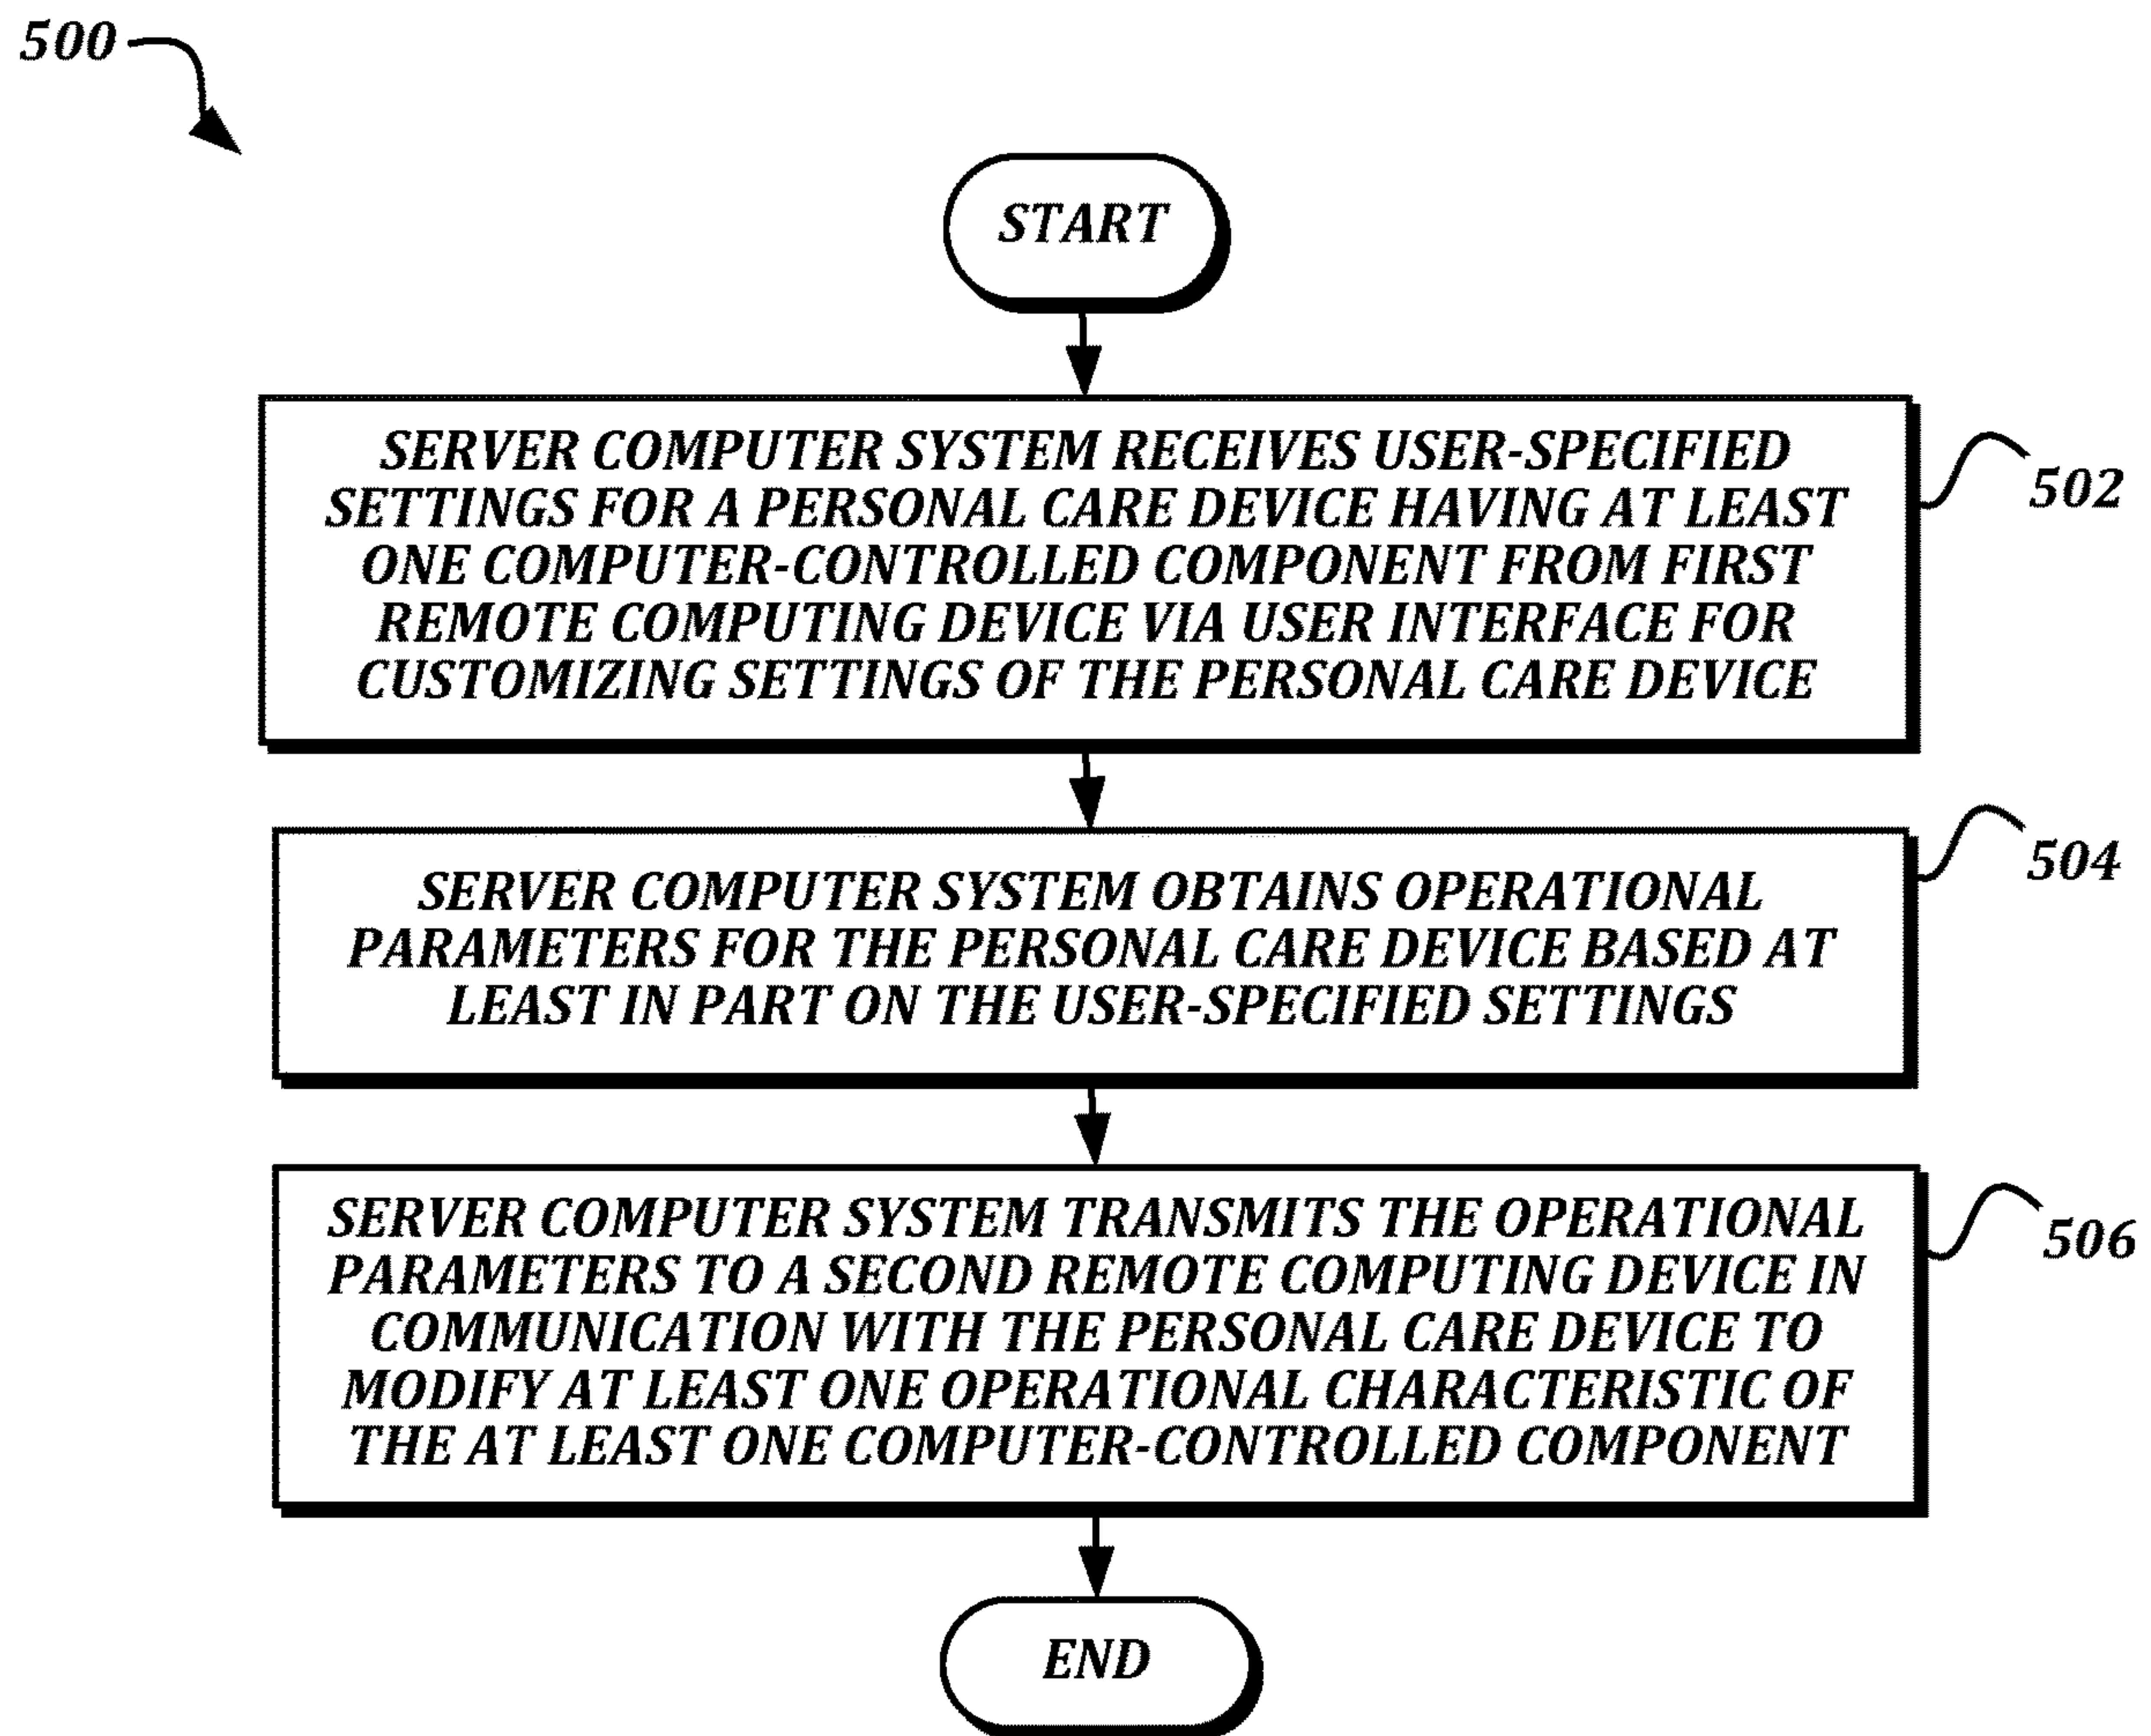 500
START
SERVER COMPUTER SYSTEM RECEIVES USER-SPECIFIED
SETTINGS FOR A PERSONAL CARE DEVICE HAVING AT LEAST
ONE COMPUTER-CONTROLLED COMPONENT FROM FIRST
REMOTE COMPUTING DEVICE VIA USER INTERFACE FOR
CUSTOMIZING SETTINGS OF THE PERSONAL CARE DEVICE
502
SERVER COMPUTER SYSTEM OBTAINS OPERATIONAL
PARAMETERS FOR THE PERSONAL CARE DEVICE BASED AT
LEAST IN PART ON THE USER-SPECIFIED SETTINGS
504
SERVER COMPUTER SYSTEM TRANSMITS THE OPERATIONAL
PARAMETERS TO A SECOND REMOTE COMPUTING DEVICE IN
COMMUNICATION WITH THE PERSONAL CARE DEVICE TO
MODIFY AT LEAST ONE OPERATIONAL CHARACTERISTIC OF
THE AT LEAST ONE COMPUTER-CONTROLLED COMPONENT
506
END